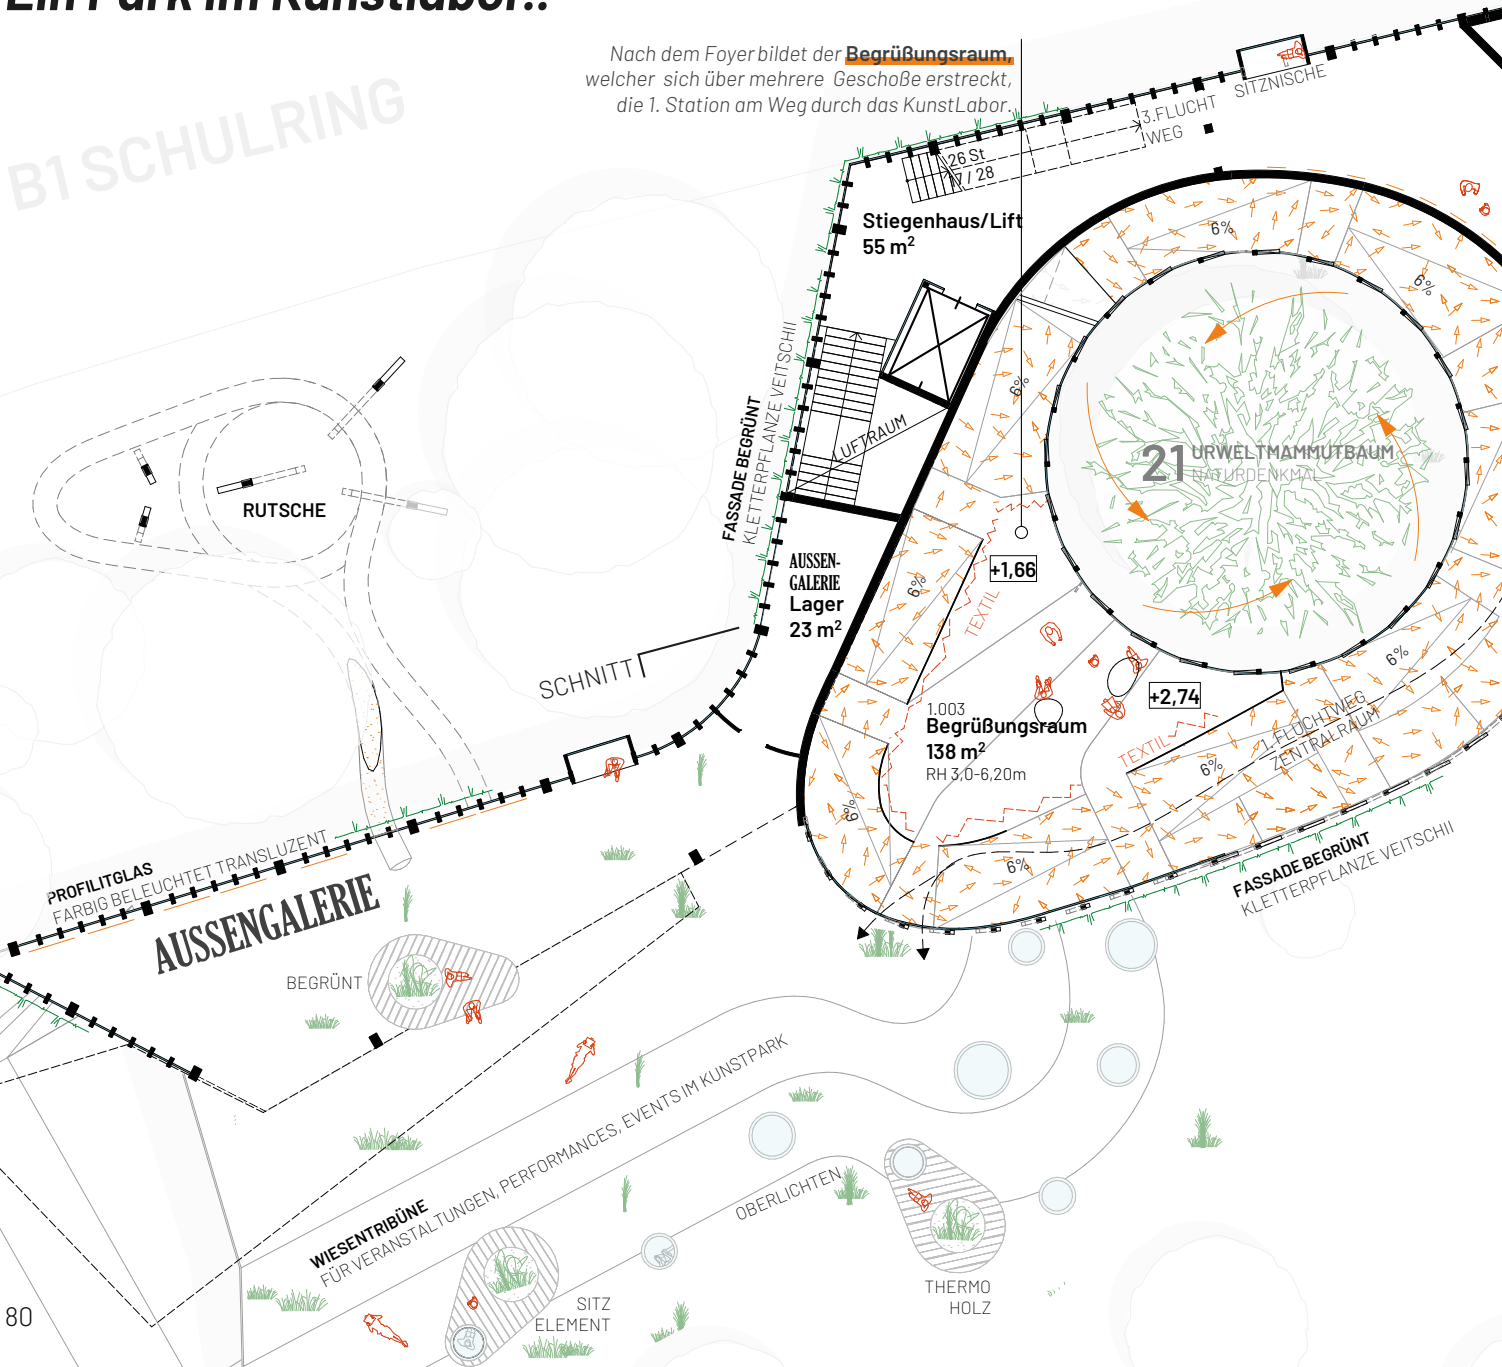 Ein Park im Kunstlabor..
Nach dem Foyer bildet der Begrüßungsraum,
welcher sich über mehrere Geschoße erstreckt,
die 1. Station am Weg durch das KunstLabor.
B1 SCHULRING
SITZNISCHE
3.FLUCHT
WEG
26 St
17 / 28
Stiegenhaus/Lift
55 m²
6%
6%
6%
LUFTRAUM
FASSADE BEGRÜNT
KLETTERPFLANZE VEITSCHII
21 URWELTMAMMUTBAUM
NATURDENKMAL
RUTSCHE
AUSSEN-
GALERIE
Lager
23 m²
6%
+1,66
TEXTIL
SCHNITT
6%
+2,74
1.003
Begrüßungsraum
138 m²
RH 3,0-6,20m
TEXTIL
1.FLUCHTWEG
ZENTRALRAUM
6%
6%
6%
PROFILITGLAS
FARBIG BELEUCHTET TRANSLUZENT
AUSSENGALERIE
FASSADE BEGRÜNT
KLETTERPFLANZE VEITSCHII
BEGRÜNT
WIESENTRIBÜNE
FÜR VERANSTALTUNGEN, PERFORMANCES, EVENTS IM KUNSTPARK
OBERLICHTEN
THERMO
HOLZ
SITZ
ELEMENT
80